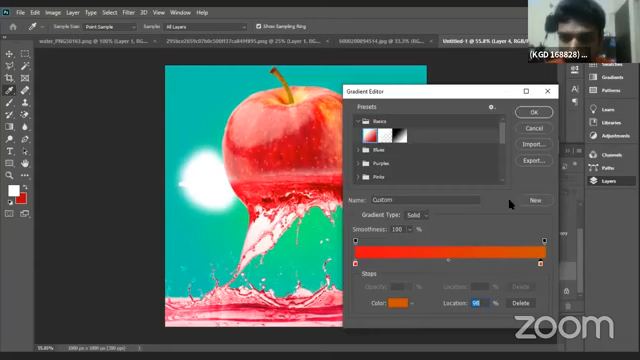 File Edit Image Layer Type Select Filter 3D View Window Help
Sample Size: Point Sample Sample: All Layers Show Sampling Ring
Untitled-1 @ 55.8% (Layer 4, RGB/
(KGD 168828) ...
Gradient Editor
Presets
Basics
Blues
Purples
Pinks
OK
Cancel
Import...
Export...
Name: Custom
New
Gradient Type: Solid
Smoothness: 100 %
Stops
Opacity: Location: Delete
Color: Location: 98 % Delete
Swatches
Gradients
Patterns
Learn
Libraries
Adjustments
Channels
Paths
Layers
zoom